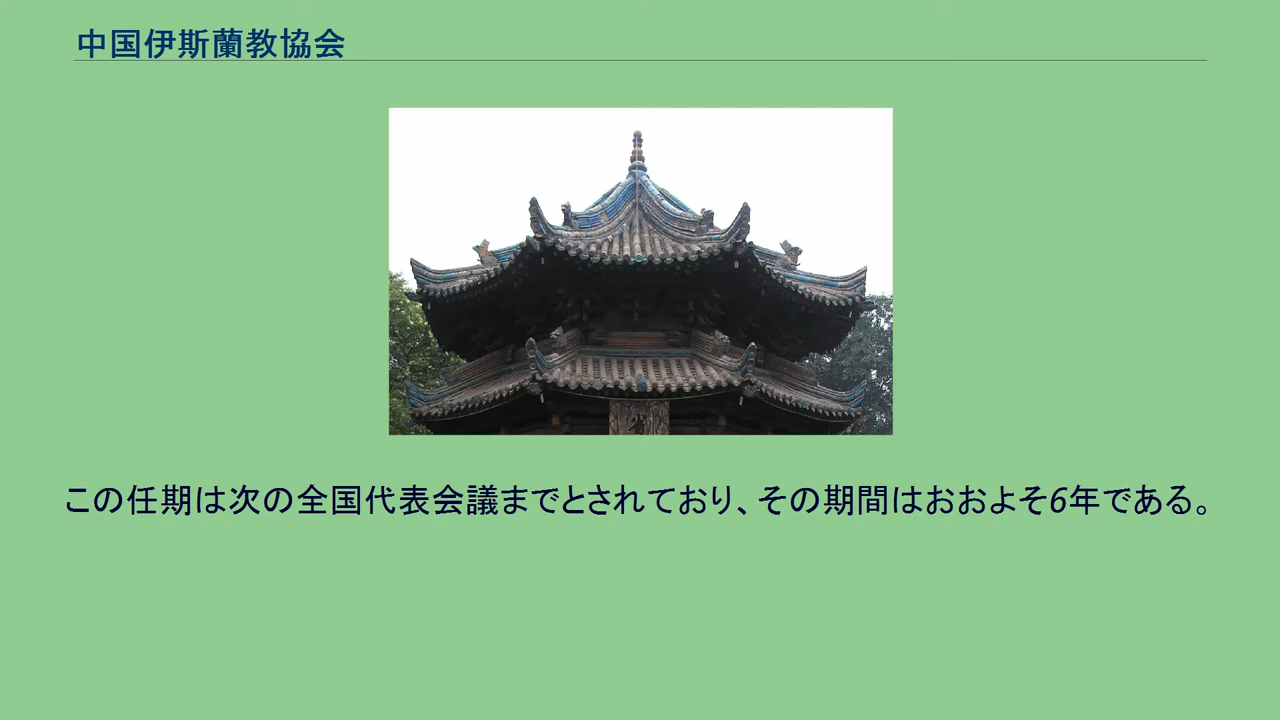 中国伊斯蘭教協会
この任期は次の全国代表会議までとされており、その期間はおおよそ6年である。